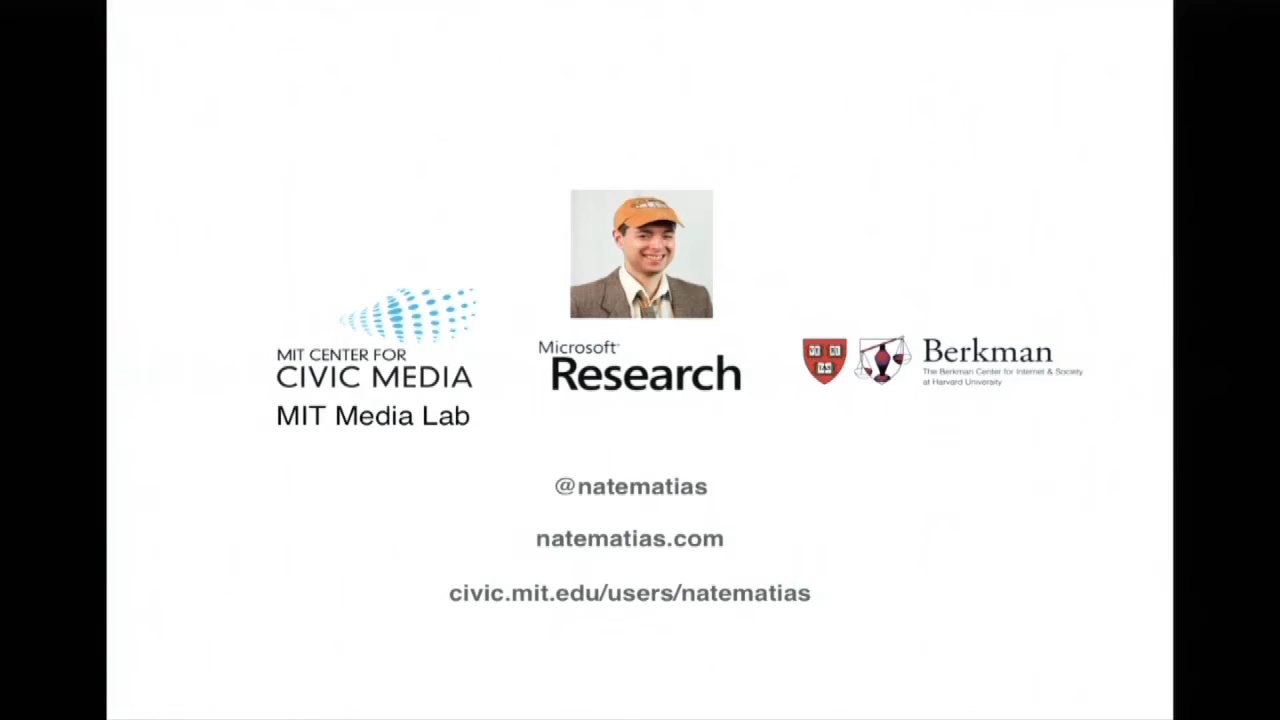 MIT CENTER FOR
CIVIC MEDIA
MIT Media Lab
Microsoft
Research
Berkman
The Berkman Center for Internet & Society
at Harvard University
@natematias
natematias.com
civic.mit.edu/users/natematias